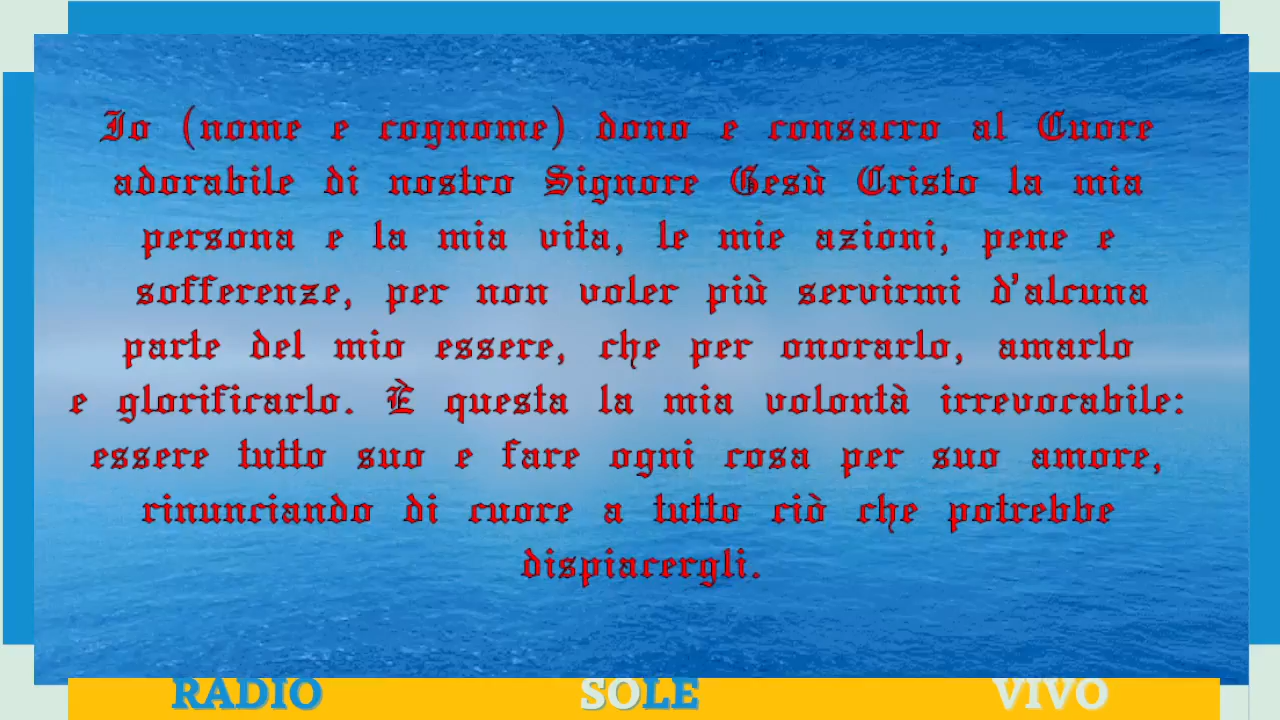 Io (nome e cognome) dono e consacro al Cuore
adorabile di nostro Signore Gesù Cristo la mia
persona e la mia vita, le mie azioni, pene e
sofferenze, per non voler più servirmi d'alcuna
parte del mio essere, che per onorarlo, amarlo
e glorificarlo. È questa la mia volontà irrevocabile:
essere tutto suo e fare ogni cosa per suo amore,
rinunciando di cuore a tutto ciò che potrebbe
dispiacergli.
RADIO SOLE VIVO